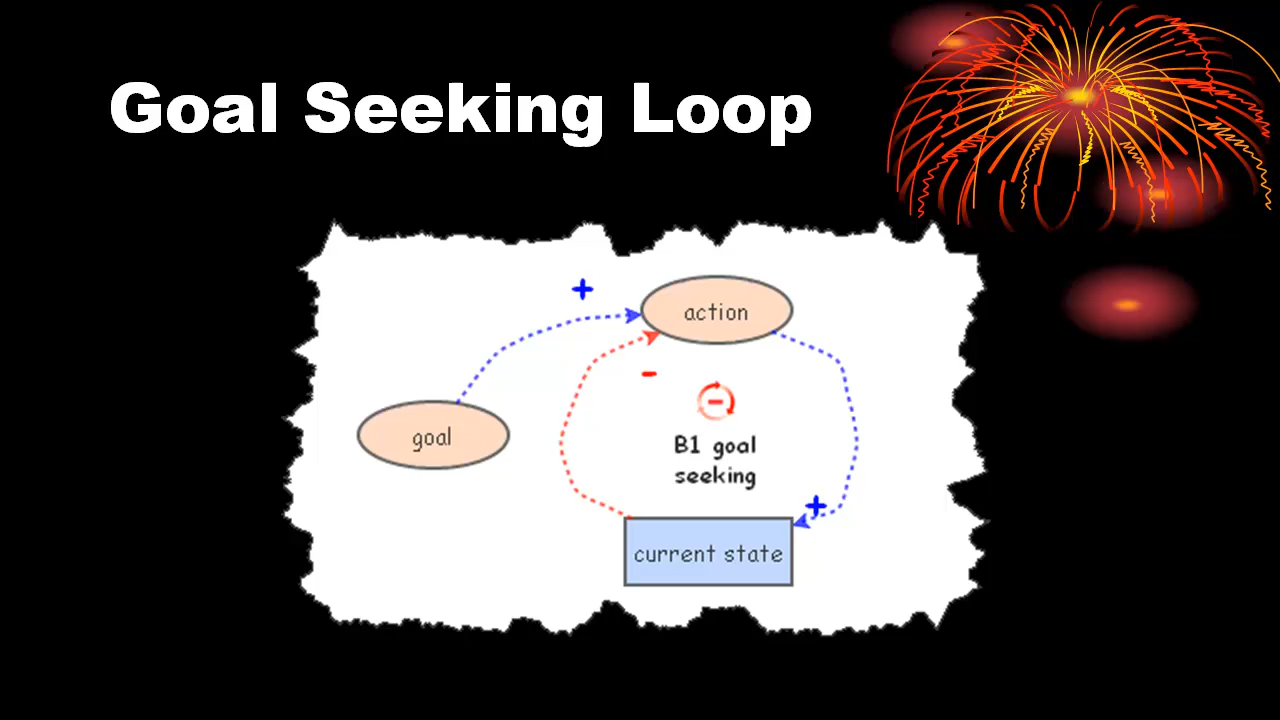 Goal Seeking Loop
+
action
-
-
goal
B1 goal
seeking
+
current state